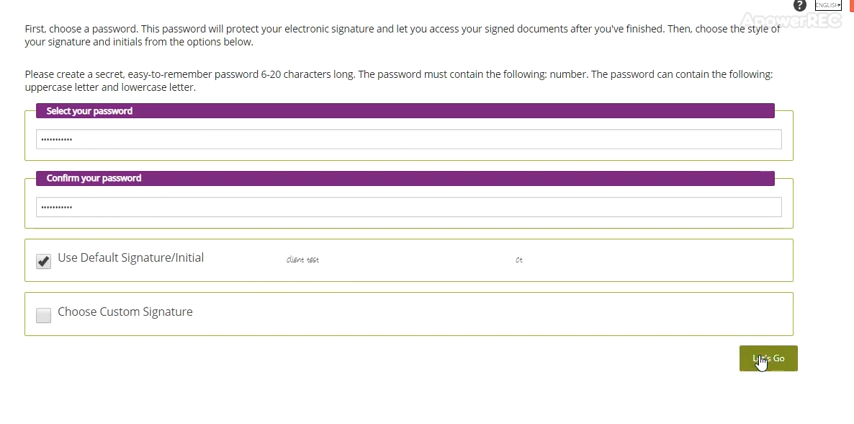 ?
ENGLISH
ApowerREC
First, choose a password. This password will protect your electronic signature and let you access your signed documents after you've finished. Then, choose the style of
your signature and initials from the options below.
Please create a secret, easy-to-remember password 6-20 characters long. The password must contain the following: number. The password can contain the following:
uppercase letter and lowercase letter.
Select your password
•••••••••••
Confirm your password
•••••••••••
Use Default Signature/Initial client test ct
Choose Custom Signature
Let's Go